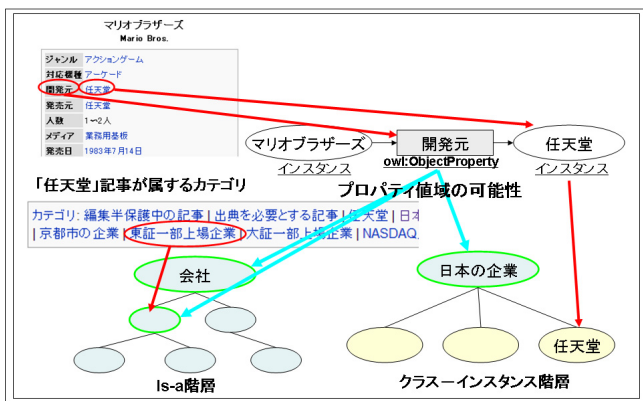 マリオブラザーズ
Mario Bros.
ジャンル アクションゲーム
対応機種 アーケード
開発元 任天堂
発売元 任天堂
人数 1〜2人
メディア 業務用基板
発売日 1983年7月14日
マリオブラザーズ
インスタンス
開発元
owl:ObjectProperty
任天堂
インスタンス
「任天堂」記事が属するカテゴリ
プロパティ値域の可能性
カテゴリ: 編集半保護中の記事 | 出典を必要とする記事 | 任天堂 | 日本
| 京都市の企業 | 東証一部上場企業 | 大証一部上場企業 | NASDAQ
会社
日本の企業
任天堂
Is-a階層
クラスーインスタンス階層